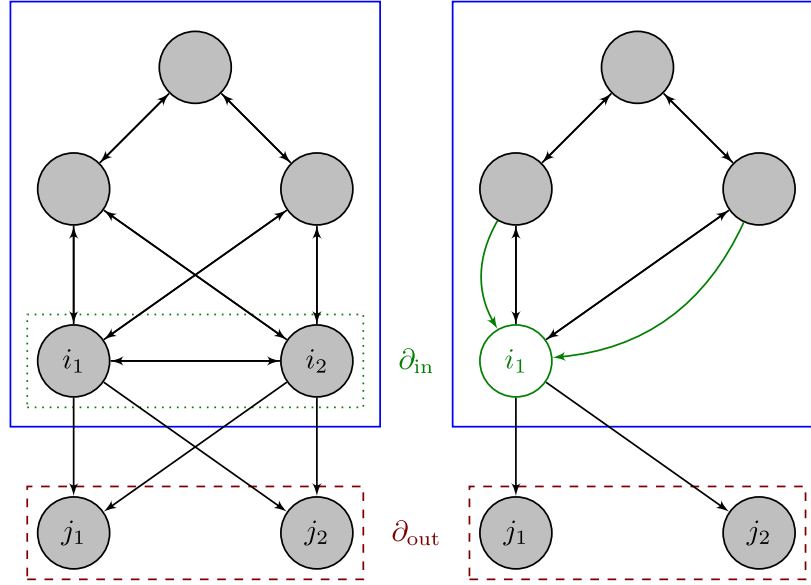 i₁ i₂ ∂in i₁
j₁ j₂ ∂out j₁ j₂